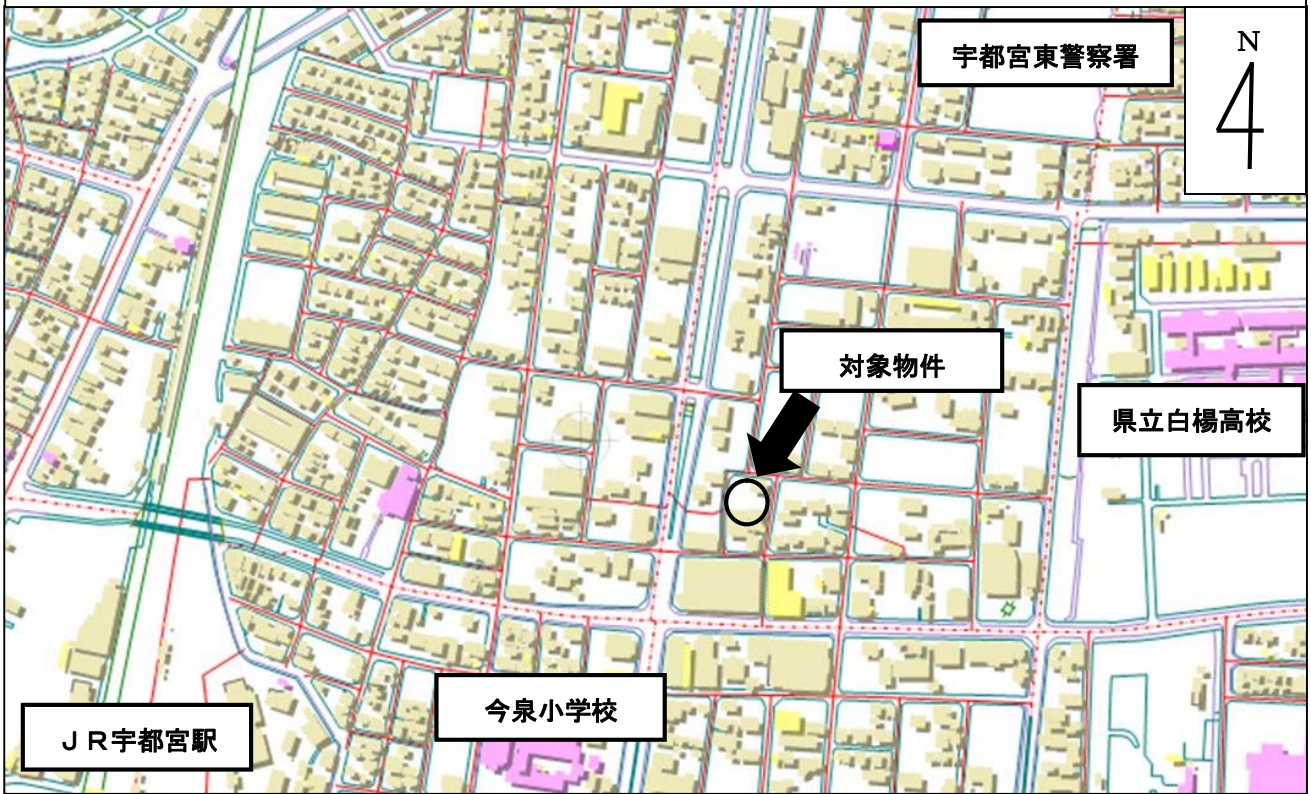 宇都宮東警察署
N
対象物件
県立白楊高校
今泉小学校
ＪＲ宇都宮駅